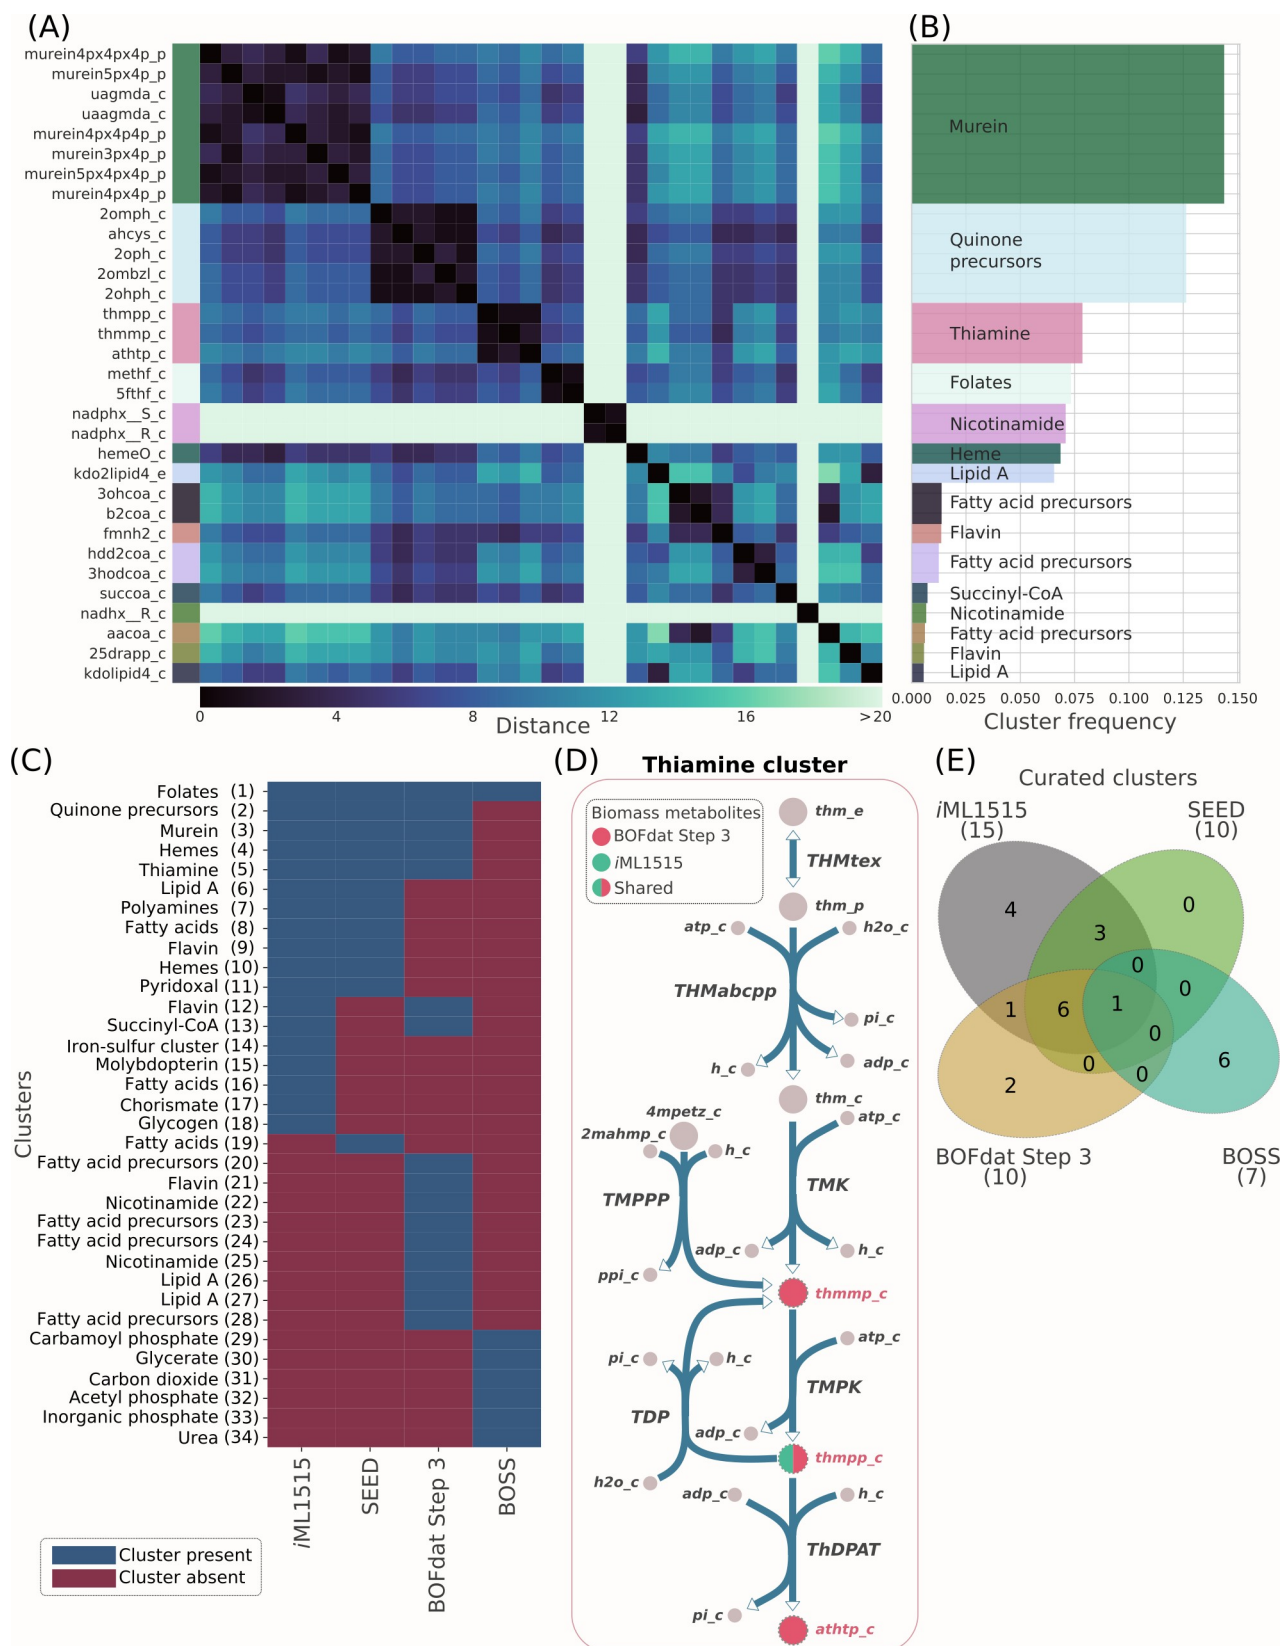 (A)
murein4px4px4p_p
murein5px4p_p
uagmda_c
uaagmda_c
murein4px4p4p_p
murein3px4p_p
murein5px4px4p_p
murein4px4p_p
2omph_c
ahcys_c
2oph_c
2ombzl_c
2ohph_c
thmpp_c
thmmp_c
athtp_c
methf_c
5fthf_c
nadphx__S_c
nadphx__R_c
hemeO_c
kdo2lipid4_e
3ohcoa_c
b2coa_c
fmnh2_c
hdd2coa_c
3hodcoa_c
succoa_c
nadhx__R_c
aacoa_c
25drapp_c
kdolipid4_c
0 4 8 12 16 >20
Distance
(B)
Murein
Quinone
precursors
Thiamine
Folates
Nicotinamide
Heme
Lipid A
Fatty acid precursors
Flavin
Fatty acid precursors
Succinyl-CoA
Nicotinamide
Fatty acid precursors
Flavin
Lipid A
0.000 0.025 0.050 0.075 0.100 0.125 0.150
Cluster frequency
(C)
Clusters
Folates (1)
Quinone precursors (2)
Murein (3)
Hemes (4)
Thiamine (5)
Lipid A (6)
Polyamines (7)
Fatty acids (8)
Flavin (9)
Hemes (10)
Pyridoxal (11)
Flavin (12)
Succinyl-CoA (13)
Iron-sulfur cluster (14)
Molybdopterin (15)
Fatty acids (16)
Chorismate (17)
Glycogen (18)
Fatty acids (19)
Fatty acid precursors (20)
Flavin (21)
Nicotinamide (22)
Fatty acid precursors (23)
Fatty acid precursors (24)
Nicotinamide (25)
Lipid A (26)
Lipid A (27)
Fatty acid precursors (28)
Carbamoyl phosphate (29)
Glycerate (30)
Carbon dioxide (31)
Acetyl phosphate (32)
Inorganic phosphate (33)
Urea (34)
iML1515
SEED
BOFdat Step 3
BOSS
Cluster present
Cluster absent
(D)
Thiamine cluster
Biomass metabolites
BOFdat Step 3
iML1515
Shared
thm_e
THMtex
thm_p
atp_c
h2o_c
THMabcpp
pi_c
adp_c
h_c
thm_c
4mpetz_c
atp_c
2mahmp_c
h_c
TMPPP
TMK
adp_c
h_c
ppi_c
thmmp_c
atp_c
pi_c
h_c
TMPK
TDP
adp_c
thmpp_c
h2o_c
adp_c
h_c
ThDPAT
pi_c
athtp_c
(E)
Curated clusters
iML1515
(15)
SEED
(10)
4
0
3
0
0
1
6
1
0
6
0
0
2
BOFdat Step 3
(10)
BOSS
(7)